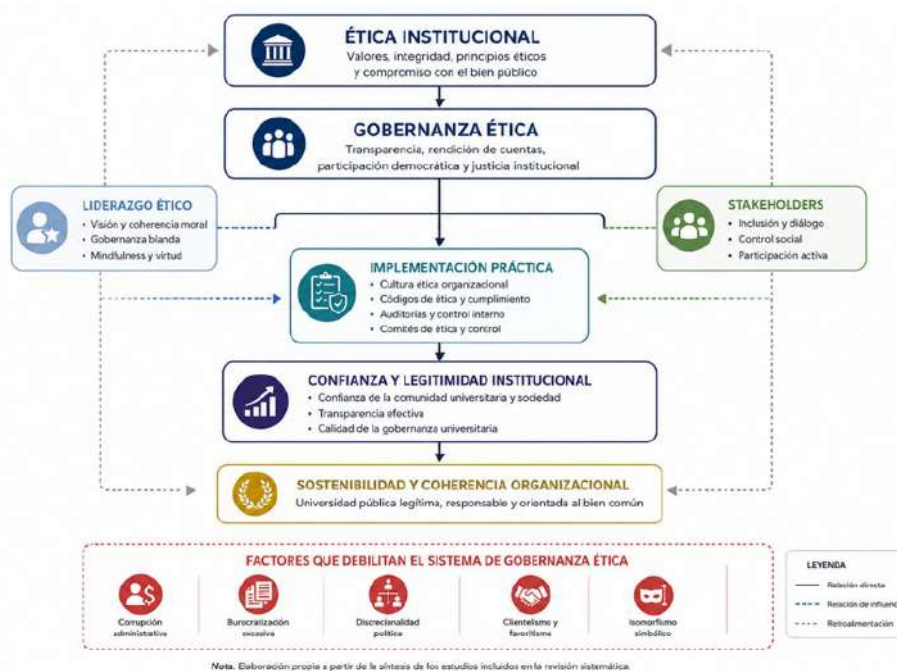 ÉTICA INSTITUCIONAL
Valores, integridad, principios éticos
y compromiso con el bien público
GOBERNANZA ÉTICA
Transparencia, rendición de cuentas,
participación democrática y justicia institucional
LIDERAZGO ÉTICO
• Visión y coherencia moral
• Gobernanza blanda
• Mindfulness y virtud
STAKEHOLDERS
• Inclusión y diálogo
• Control social
• Participación activa
IMPLEMENTACIÓN PRÁCTICA
• Cultura ética organizacional
• Códigos de ética y cumplimiento
• Auditorías y control interno
• Comités de ética y control
CONFIANZA Y LEGITIMIDAD INSTITUCIONAL
• Confianza de la comunidad universitaria y sociedad
• Transparencia efectiva
• Calidad de la gobernanza universitaria
SOSTENIBILIDAD Y COHERENCIA ORGANIZACIONAL
Universidad pública legítima, responsable y orientada al bien común
FACTORES QUE DEBILITAN EL SISTEMA DE GOBERNANZA ÉTICA
Corrupción
administrativa
Burocratización
excesiva
Discrecionalidad
política
Clientelismo y
favoritismo
Isomorfismo
simbólico
LEYENDA
Relación directa
Relación de influenc
Retroalimentación
Nota. Elaboración propia a partir de la síntesis de los estudios incluidos en la revisión sistemática.